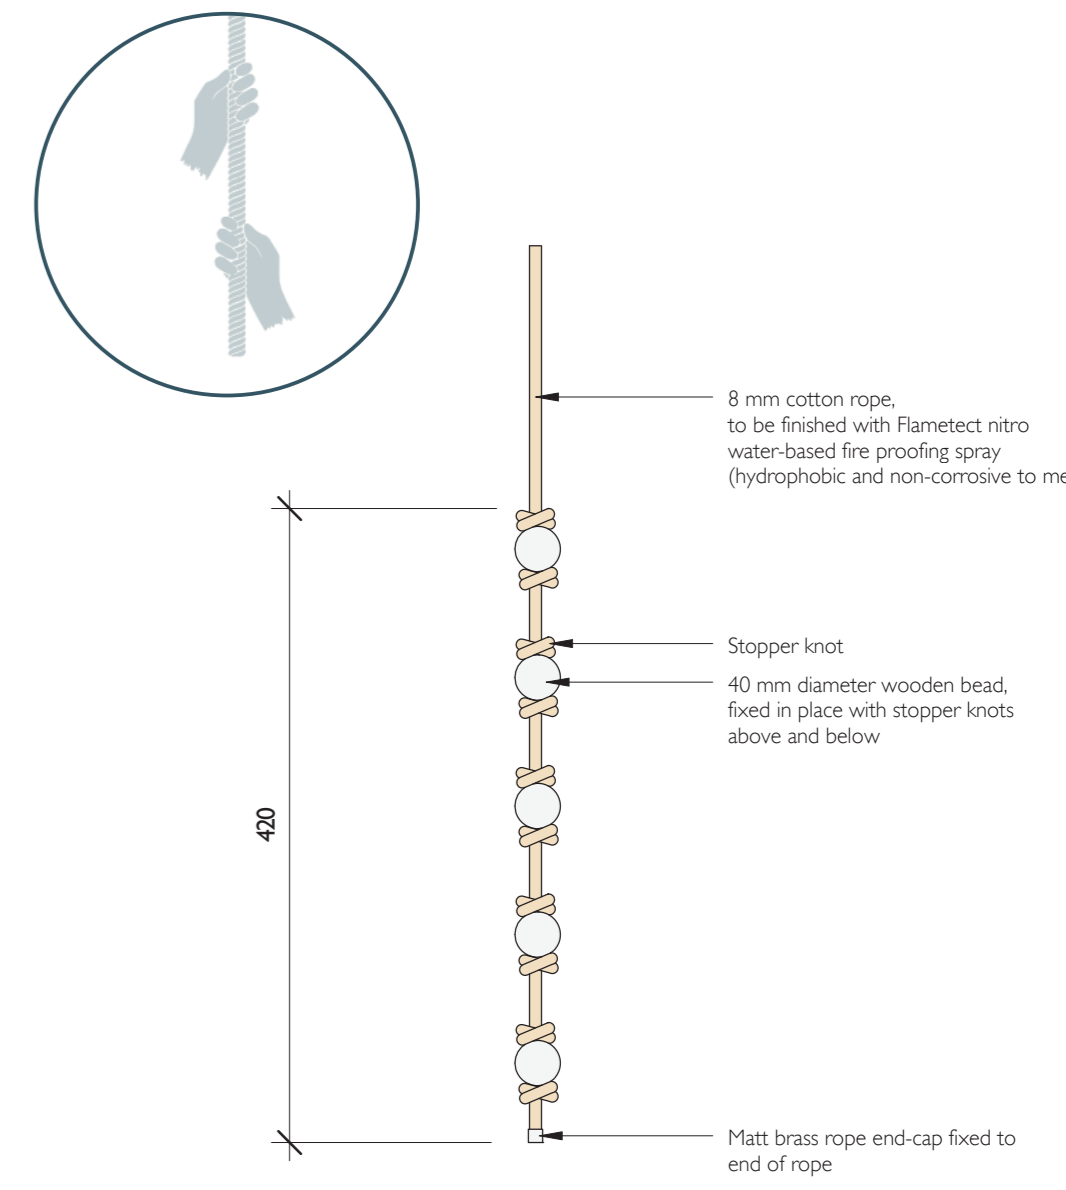 8 mm cotton rope,
to be finished with Flametect nitro
water-based fire proofing spray
(hydrophobic and non-corrosive to
Stopper knot
40 mm diameter wooden bead,
fixed in place with stopper knots
above and below
420
Matt brass rope end-cap fixed to
end of rope